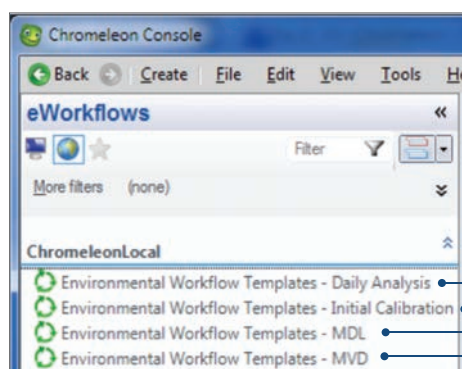 Chromeleon Console
Back Create File Edit View Tools
eWorkflows
Filter
More filters (none)
ChromeleonLocal
Environmental Workflow Templates - Daily Analysis
Environmental Workflow Templates - Initial Calibration
Environmental Workflow Templates - MDL
Environmental Workflow Templates - MVD